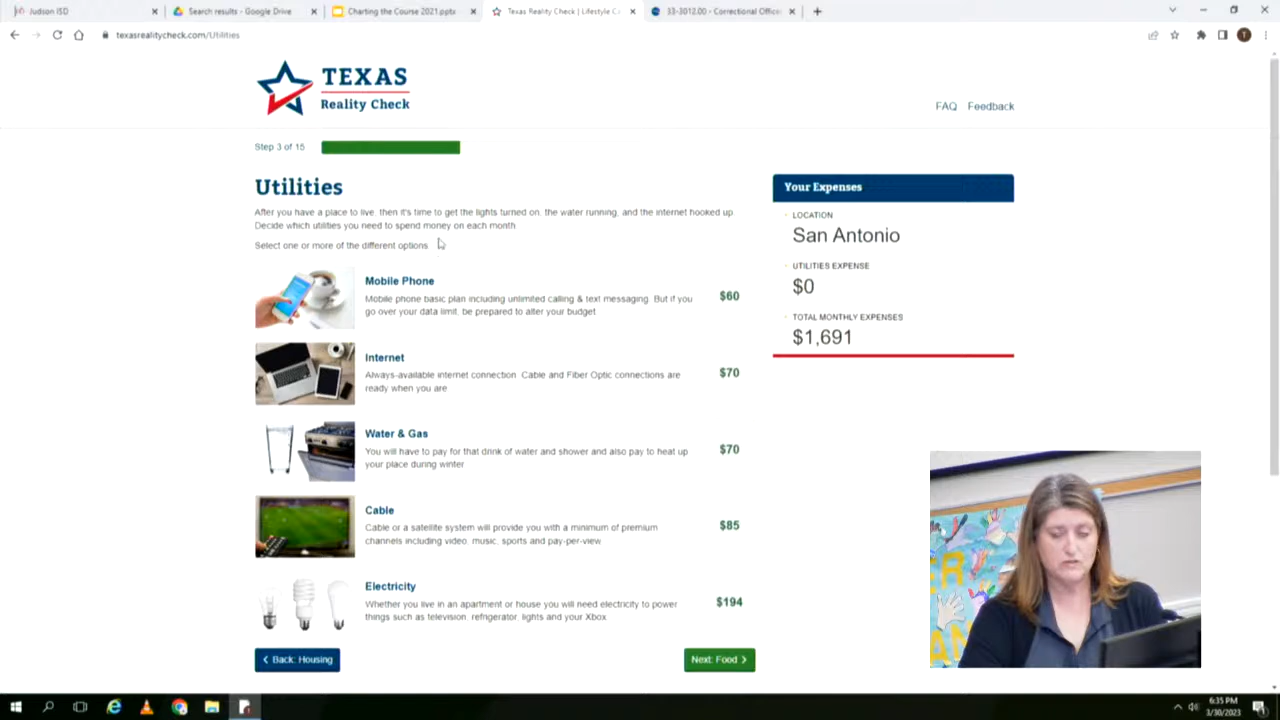 Judson ISD
Search results - Google Drive
Charting the Course 2021.pptx
Texas Reality Check | Lifestyle C
33-3012.00 - Correctional Office
texasrealitycheck.com/Utilities
TEXAS
Reality Check
FAQ Feedback
Step 3 of 15
Utilities
After you have a place to live, then it's time to get the lights turned on, the water running, and the internet hooked up.
Decide which utilities you need to spend money on each month
Select one or more of the different options
Mobile Phone
Mobile phone basic plan including unlimited calling & text messaging. But if you
go over your data limit, be prepared to alter your budget
$60
Internet
Always-available internet connection. Cable and Fiber Optic connections are
ready when you are
$70
Water & Gas
You will have to pay for that drink of water and shower and also pay to heat up
your place during winter
$70
Cable
Cable or a satellite system will provide you with a minimum of premium
channels including video, music, sports and pay-per-view
$85
Electricity
Whether you live in an apartment or house you will need electricity to power
things such as television, refrigerator, lights and your Xbox
$194
Back: Housing
Next: Food
Your Expenses
LOCATION
San Antonio
UTILITIES EXPENSE
$0
TOTAL MONTHLY EXPENSES
$1,691
6:35 PM
3/30/2023